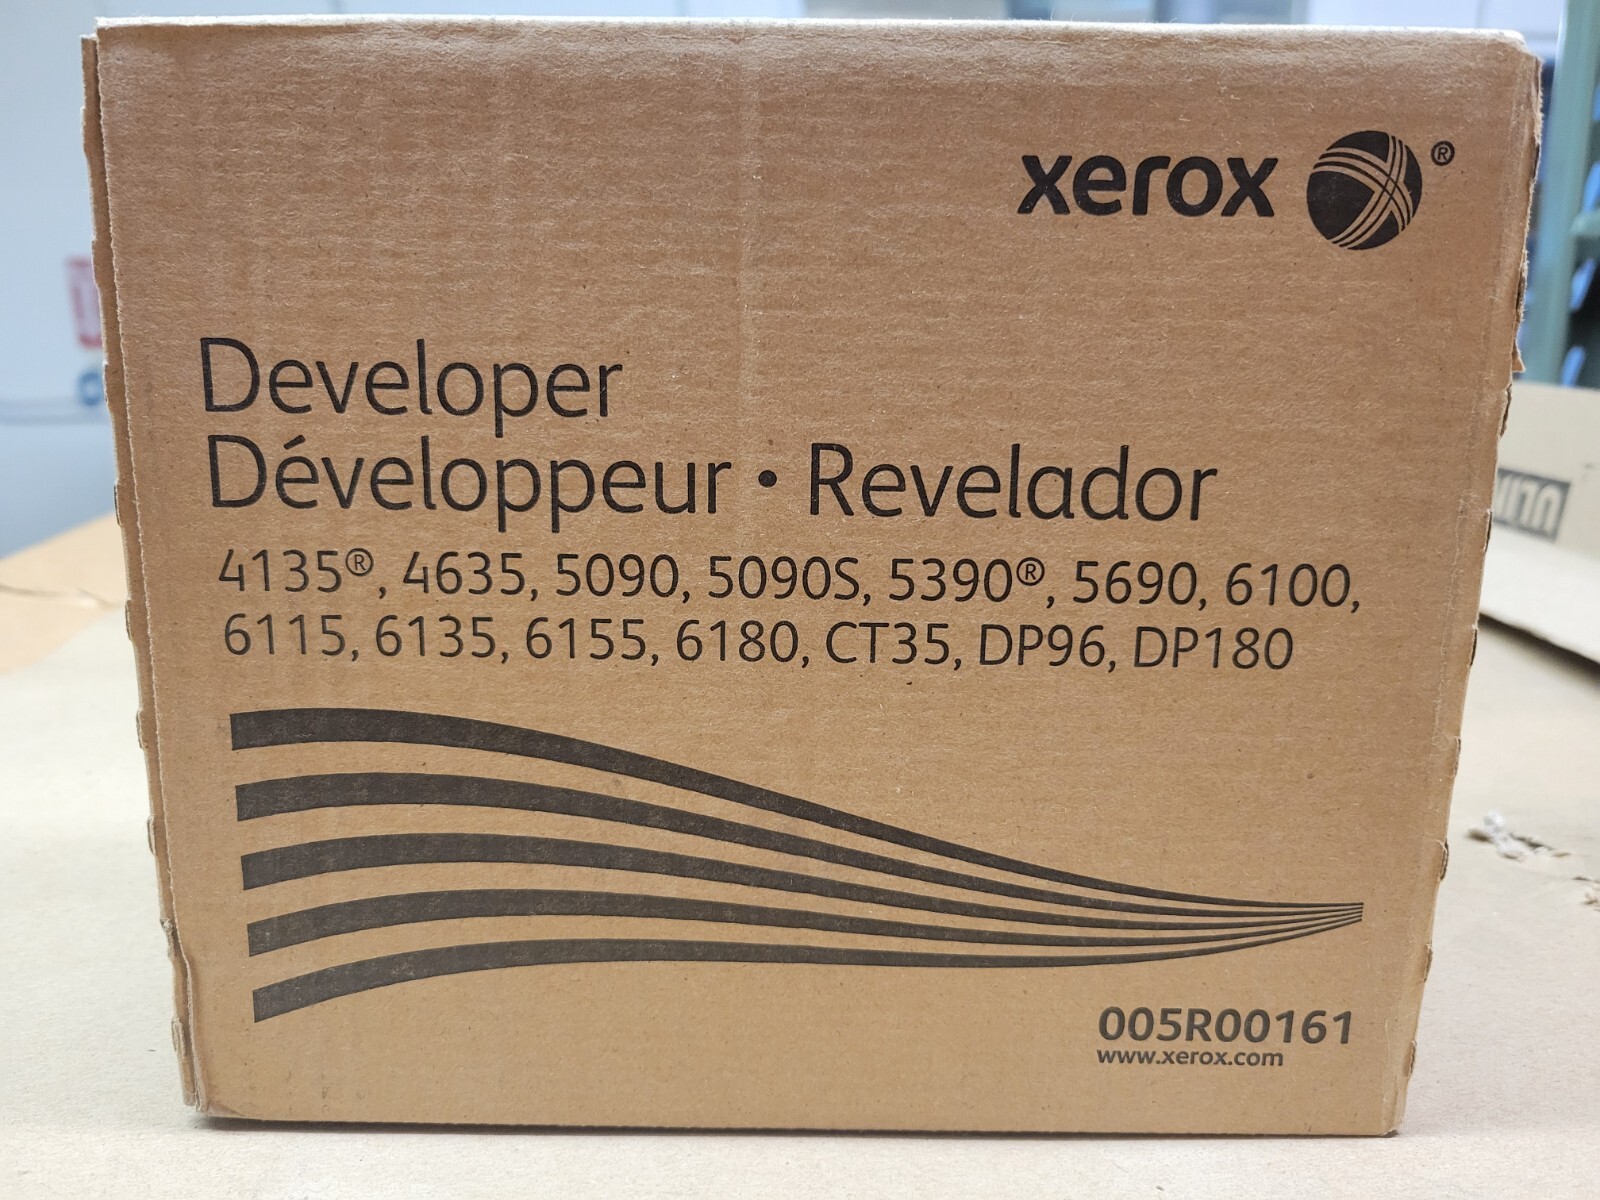 xerox ®
Developer
Développeur • Revelador
4135®, 4635, 5090, 5090S, 5390®, 5690, 6100,
6115, 6135, 6155, 6180, CT35, DP96, DP180
005R00161
www.xerox.com